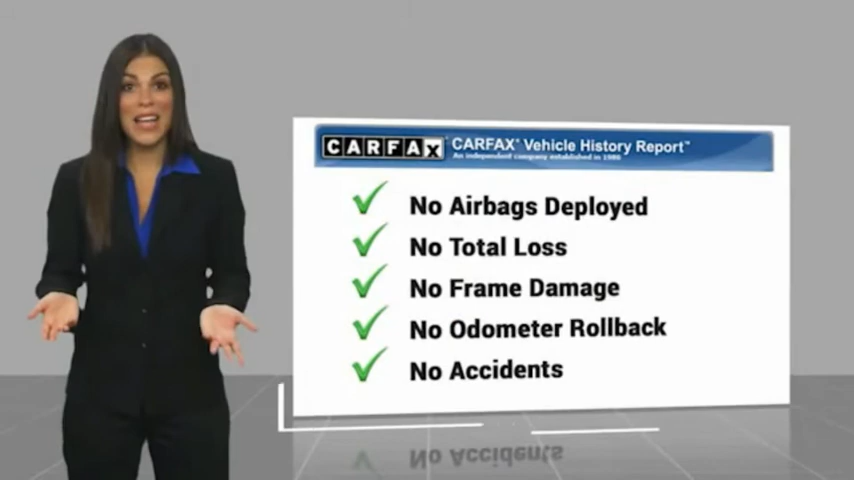 CARFAX CARFAX® Vehicle History Report™
An independent company established in 1986
No Airbags Deployed
No Total Loss
No Frame Damage
No Odometer Rollback
No Accidents
No Accidents